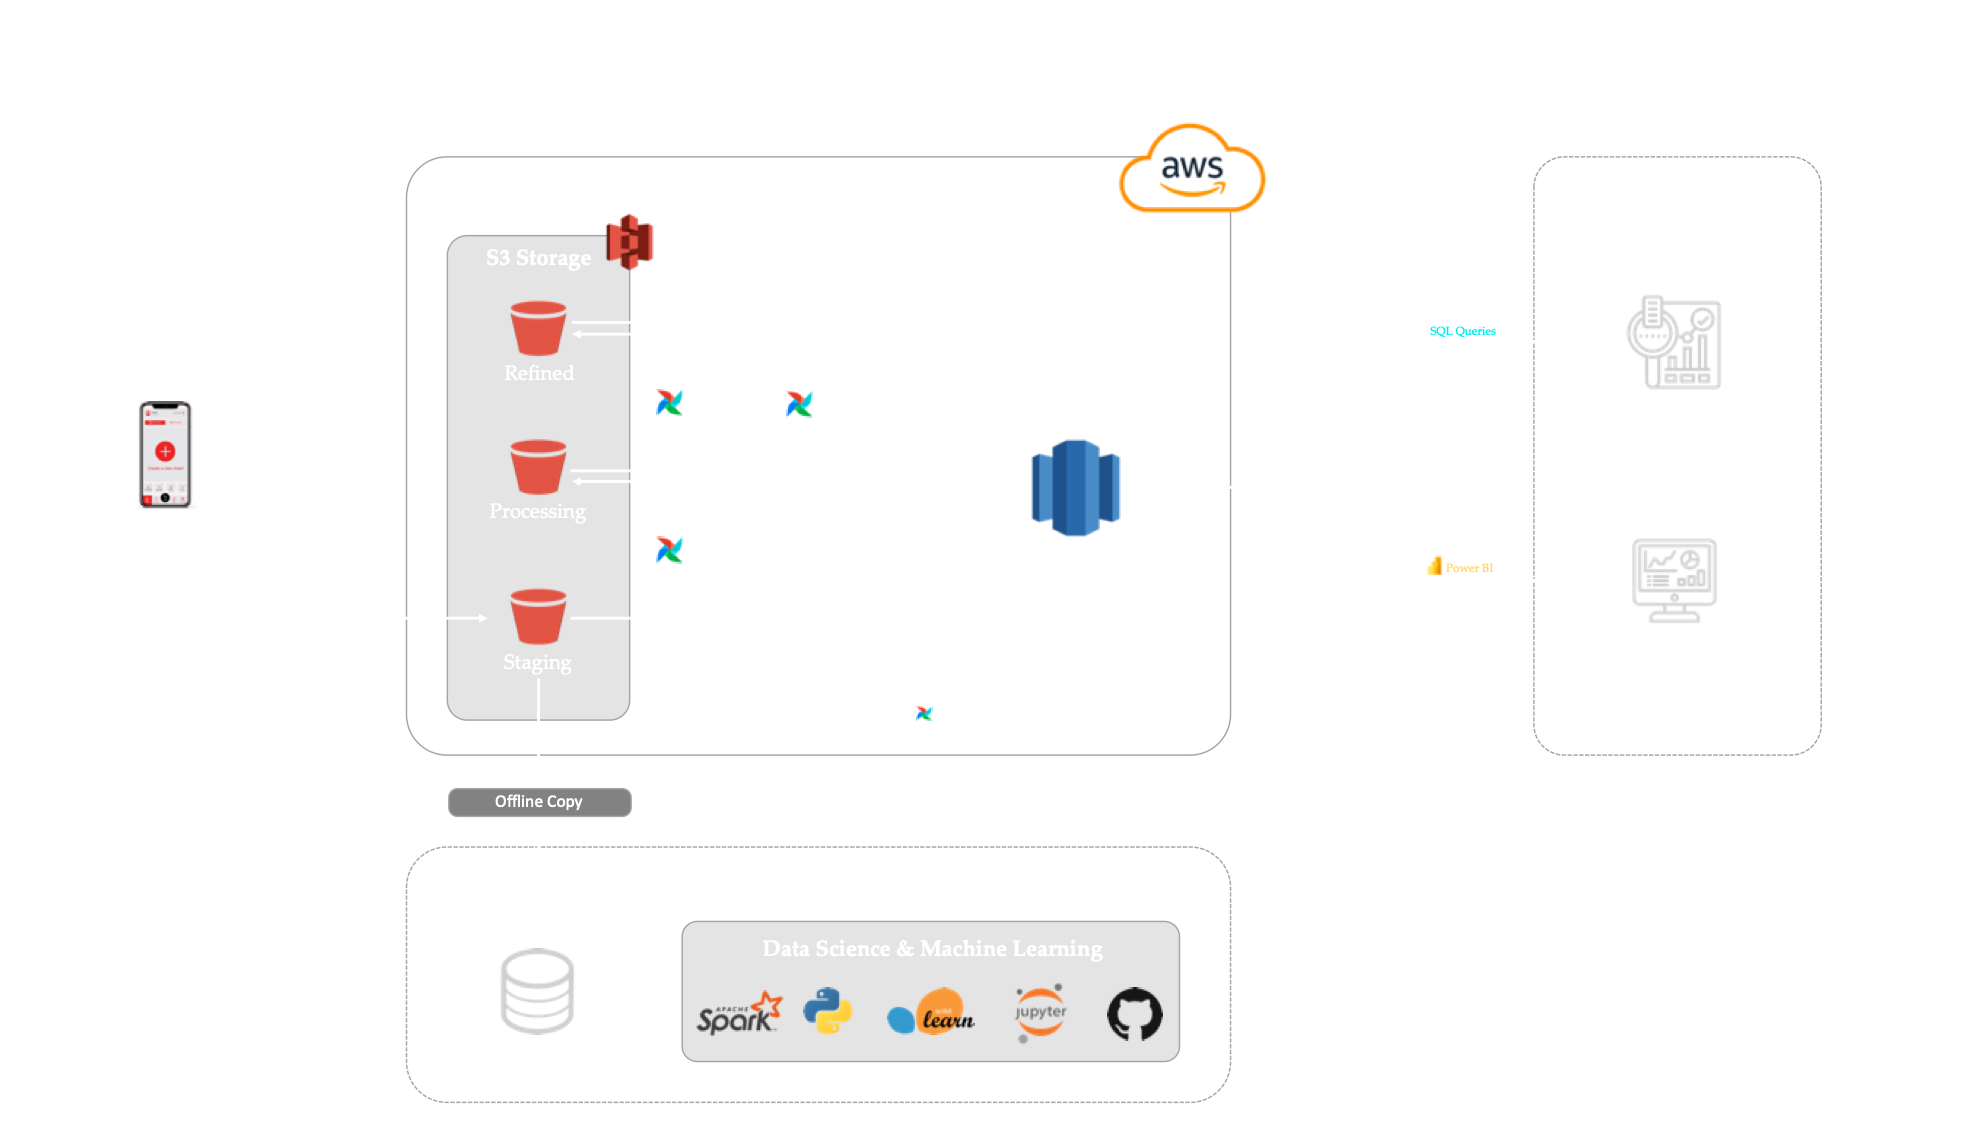 aws
S3 Storage
Refined
SQL Queries
Processing
Power BI
Staging
Offline Copy
Data Science & Machine Learning
APACHE
Spark
scikit
learn
jupyter